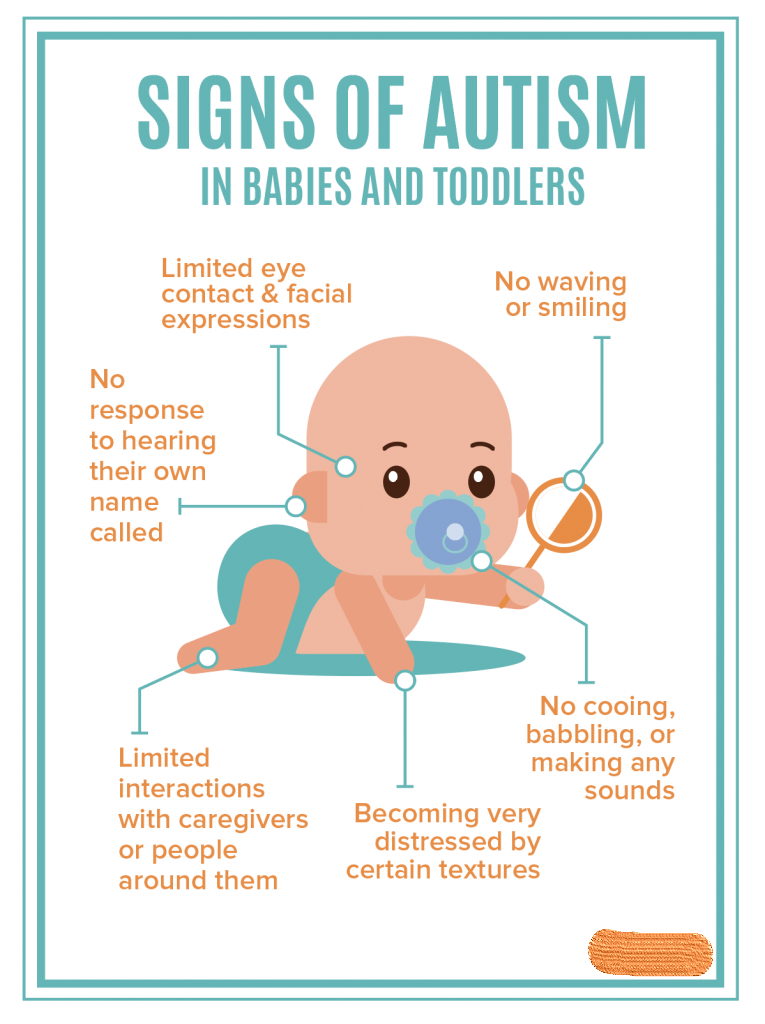 SIGNS OF AUTISM
IN BABIES AND TODDLERS
Limited eye
contact & facial
expressions
No waving
or smiling
No
response
to hearing
their own
name
called
No cooing,
babbling, or
making any
sounds
Limited
interactions
with caregivers
or people
around them
Becoming very
distressed by
certain textures